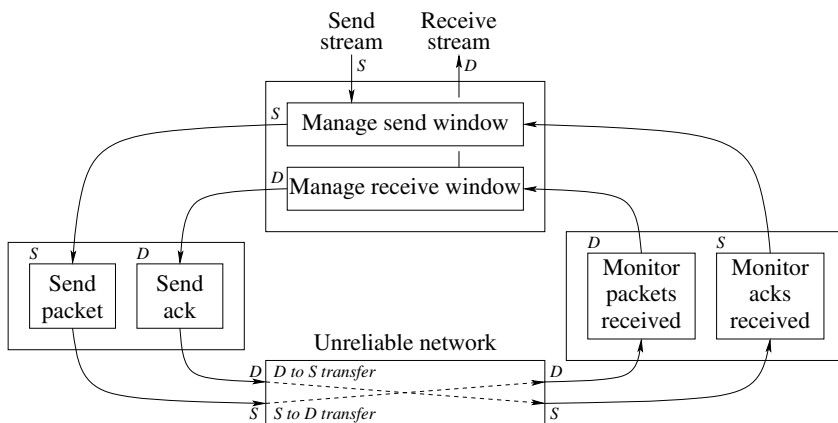 Send
stream
Receive
stream
S
D
S
Manage send window
D
Manage receive window
S
Send
packet
D
Send
ack
D
Monitor
packets
received
S
Monitor
acks
received
Unreliable network
D
D to S transfer
D
S
S to D transfer
S